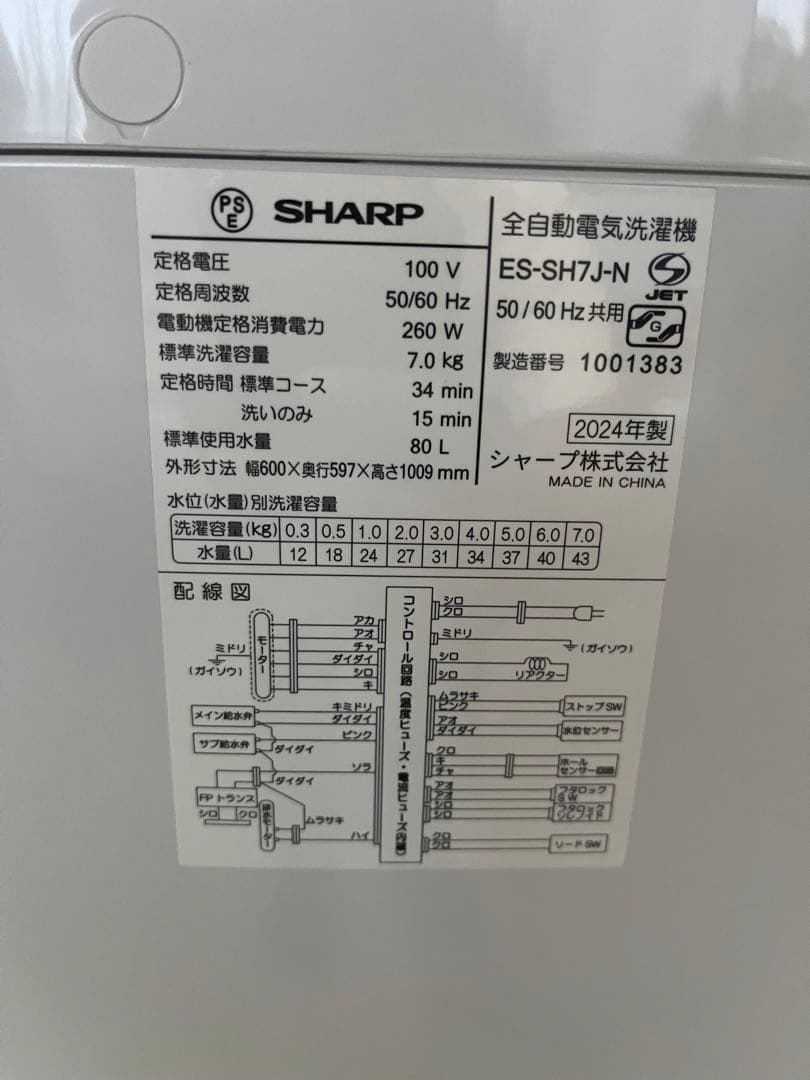 PSE SHARP
定格電圧 100 V
定格周波数 50/60 Hz
電動機定格消費電力 260 W
標準洗濯容量 7.0 kg
定格時間 標準コース 34 min
洗いのみ 15 min
標準使用水量 80 L
外形寸法 幅600×奥行597×高さ1009 mm
全自動電気洗濯機
ES-SH7J-N
JET
50/60 Hz 共用
G
製造番号 1001383
2024年製
シャープ株式会社
MADE IN CHINA
水位(水量)別洗濯容量
洗濯容量(kg) 0.3 0.5 1.0 2.0 3.0 4.0 5.0 6.0 7.0
水量(L) 12 18 24 27 31 34 37 40 43
配線図
ミドリ
(ガイソウ)
モーター
アカ
アオ
チャ
ダイダイ
シロ
キ
メイン給水弁
キミドリ
ダイダイ
サブ給水弁
ピンク
ダイダイ
ソラ
ダイダイ
FPトランス
シロ クロ
排水モーター
ムラサキ
ハイ
コントロール回路(温度ヒューズ・電流ヒューズ内蔵)
シロ
クロ
ミドリ
(ガイソウ)
シロ
シロ
リアクター
ムラサキ
ピンク
ストップSW
アオ
ダイダイ
水位センサー
クロ
キ
チャ
ホール
センサー回路
アオ
アオ
フタロック
SW
シロ
シロ
フタロック
ソレノイド
クロ
クロ
リードSW